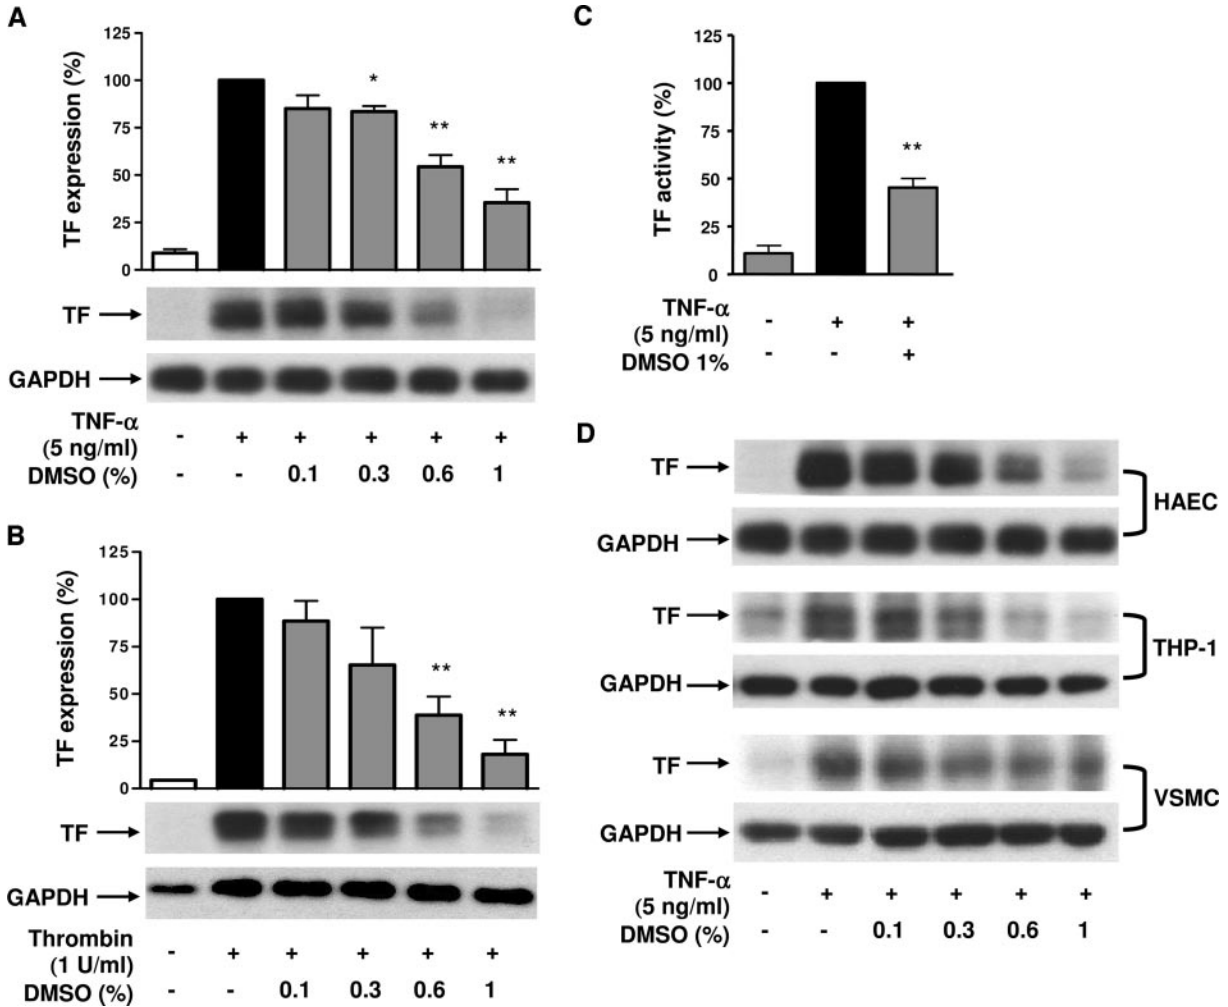 A
TF expression (%)
125
100
75
50
25
0
*
**
**
TF
GAPDH
TNF-α
(5 ng/ml)
- + + + + +
DMSO (%)
- - 0.1 0.3 0.6 1
B
TF expression (%)
125
100
75
50
25
0
**
**
TF
GAPDH
Thrombin
(1 U/ml)
- + + + + +
DMSO (%)
- - 0.1 0.3 0.6 1
C
TF activity (%)
125
100
75
50
25
0
**
TNF-α
(5 ng/ml)
- + +
DMSO 1%
- - +
D
TF
GAPDH
HAEC
TF
GAPDH
THP-1
TF
GAPDH
VSMC
TNF-α
(5 ng/ml)
- + + + + +
DMSO (%)
- - 0.1 0.3 0.6 1